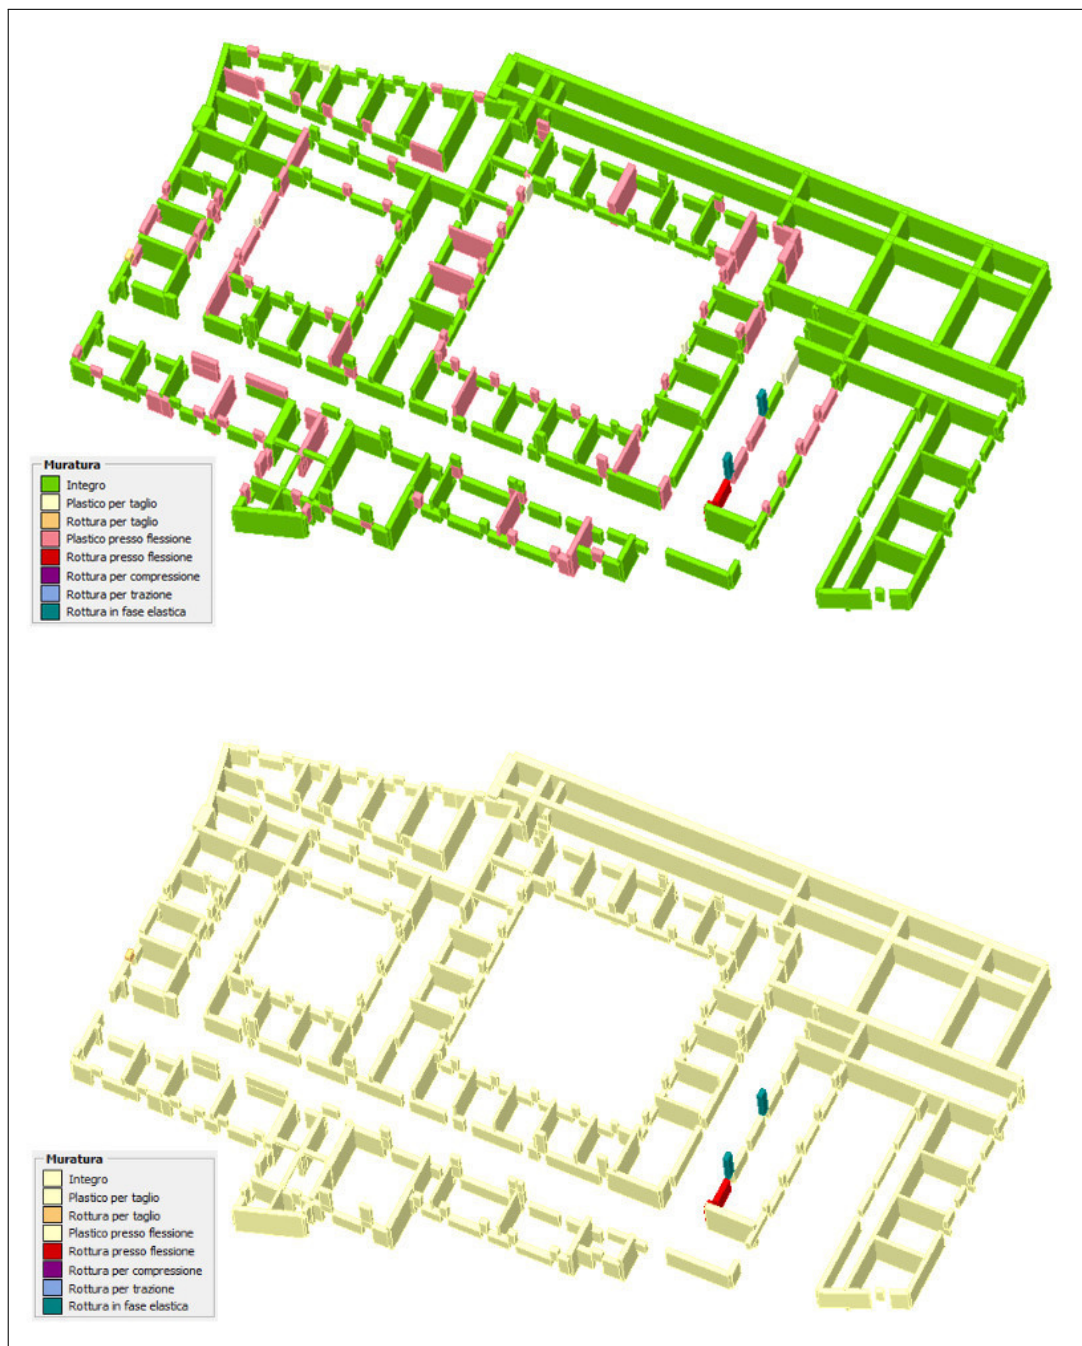 Muratura
Integro
Plastico per taglio
Rottura per taglio
Plastico presso flessione
Rottura presso flessione
Rottura per compressione
Rottura per trazione
Rottura in fase elastica
Muratura
Integro
Plastico per taglio
Rottura per taglio
Plastico presso flessione
Rottura presso flessione
Rottura per compressione
Rottura per trazione
Rottura in fase elastica